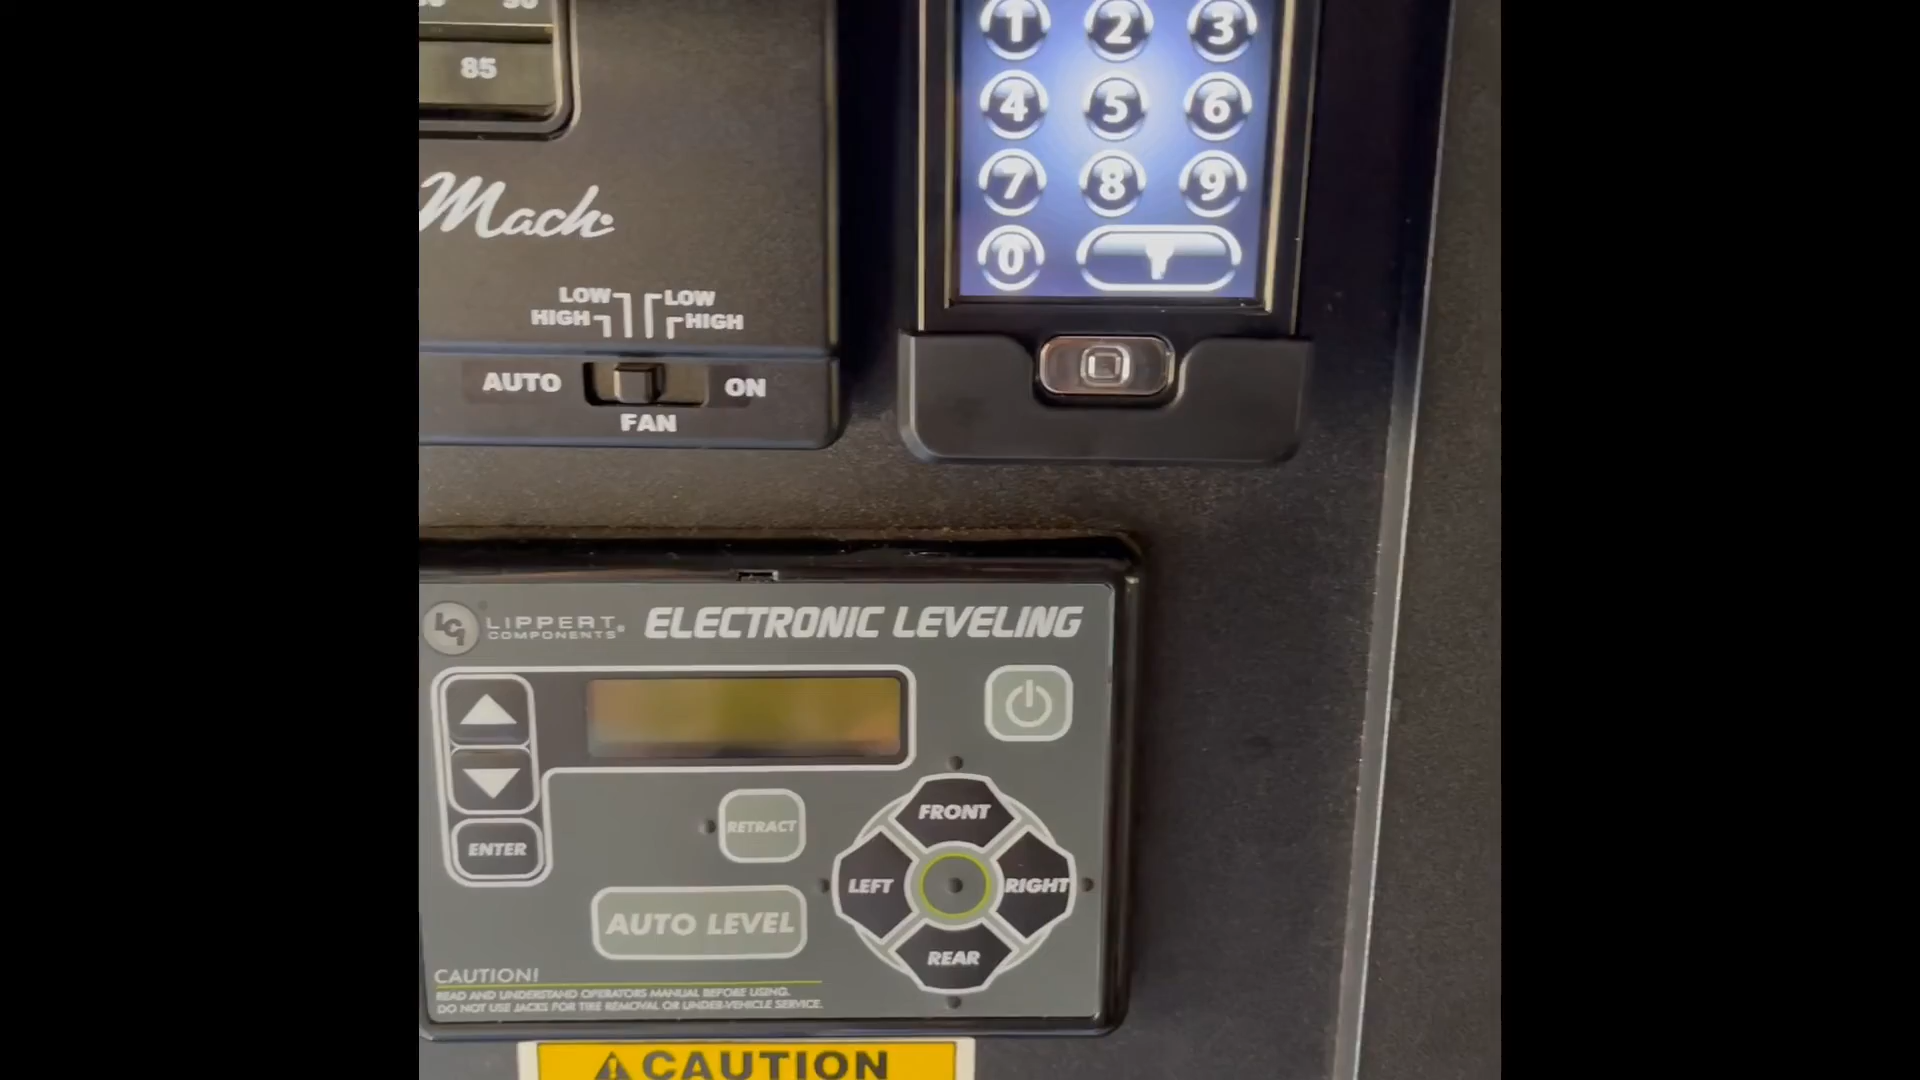 85
Mach
LOW LOW
HIGH HIGH
AUTO ON
FAN
1 2 3
4 5 6
7 8 9
0
LCI LIPPERT COMPONENTS® ELECTRONIC LEVELING
ENTER
RETRACT
AUTO LEVEL
FRONT
LEFT RIGHT
REAR
CAUTION!
READ AND UNDERSTAND OPERATORS MANUAL BEFORE USING.
DO NOT USE JACKS FOR TIRE REMOVAL OR UNDER-VEHICLE SERVICE.
CAUTION